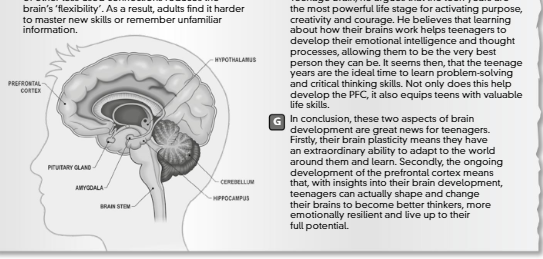 brain's 'flexibility'. As a result, adults find it harder
to master new skills or remember unfamiliar
information.
HYPOTHALAMUS
PREFRONTAL
CORTEX
PITUITARY GLAND
AMYGDALA
BRAIN STEM
CEREBELLUM
HIPPOCAMPUS
the most powerful life stage for activating purpose,
creativity and courage. He believes that learning
about how their brains work helps teenagers to
develop their emotional intelligence and thought
processes, allowing them to be the very best
person they can be. It seems then, that the teenage
years are the ideal time to learn problem-solving
and critical thinking skills. Not only does this help
develop the PFC, it also equips teens with valuable
life skills.
G In conclusion, these two aspects of brain
development are great news for teenagers.
Firstly, their brain plasticity means they have
an extraordinary ability to adapt to the world
around them and learn. Secondly, the ongoing
development of the prefrontal cortex means
that, with insights into their brain development,
teenagers can actually shape and change
their brains to become better thinkers, more
emotionally resilient and live up to their
full potential.